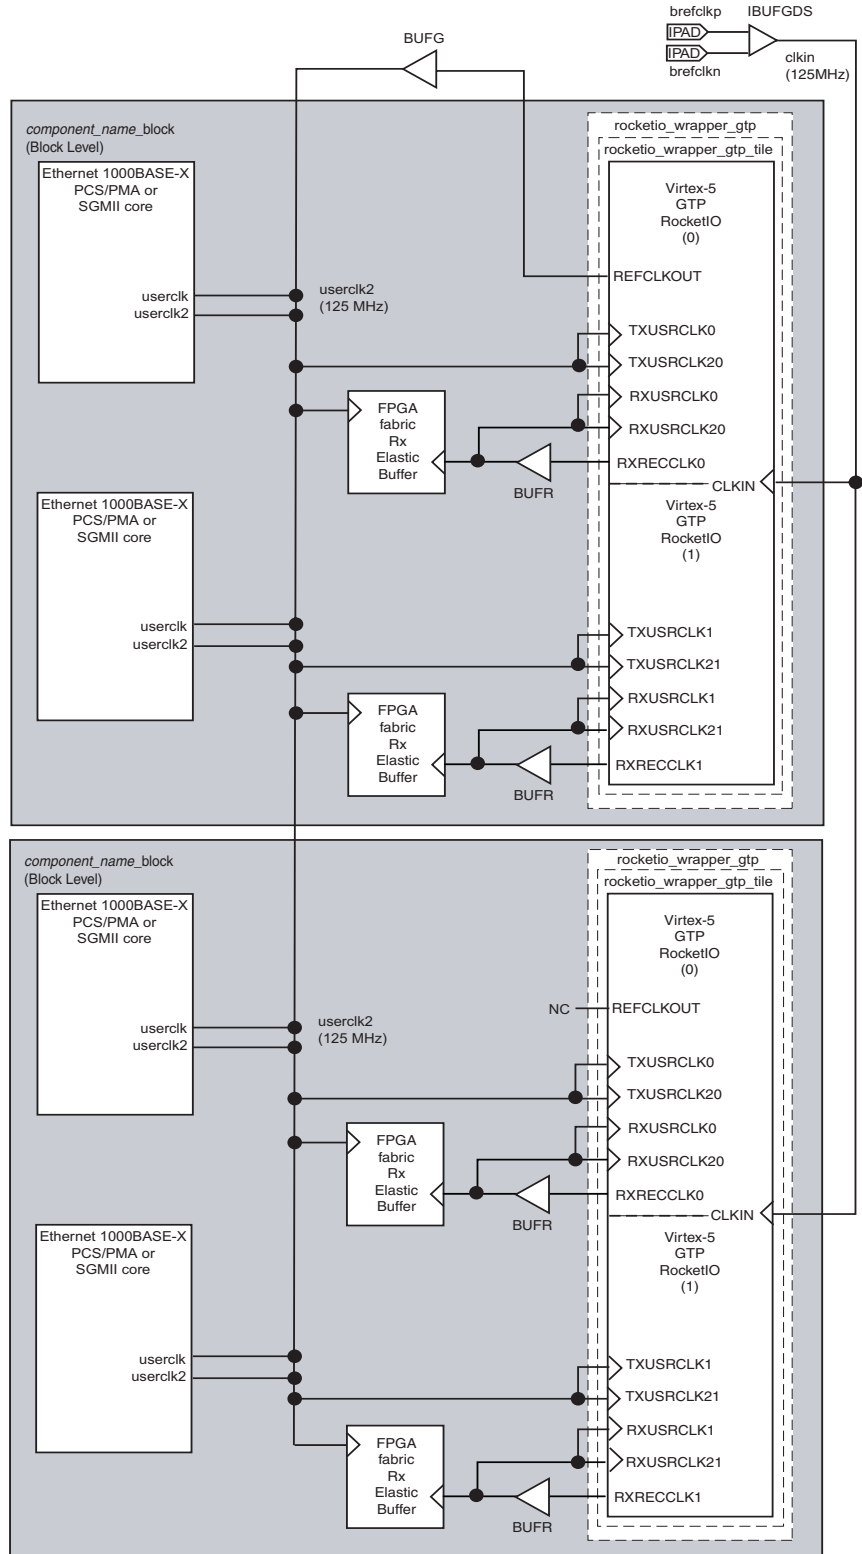 brefclkp
IBUFGDS
IPAD
IPAD
brefclkn
clkin
(125MHz)
BUFG
component_name_block
(Block Level)
rocketio_wrapper_gtp
rocketio_wrapper_gtp_tile
Ethernet 1000BASE-X
PCS/PMA or
SGMII core
userclk
userclk2
userclk2
(125 MHz)
Virtex-5
GTP
RocketIO
(0)
REFCLKOUT
TXUSRCLK0
TXUSRCLK20
RXUSRCLK0
RXUSRCLK20
RXRECCLK0
FPGA
fabric
Rx
Elastic
Buffer
BUFR
CLKIN
Ethernet 1000BASE-X
PCS/PMA or
SGMII core
userclk
userclk2
Virtex-5
GTP
RocketIO
(1)
TXUSRCLK1
TXUSRCLK21
RXUSRCLK1
RXUSRCLK21
RXRECCLK1
FPGA
fabric
Rx
Elastic
Buffer
BUFR
component_name_block
(Block Level)
rocketio_wrapper_gtp
rocketio_wrapper_gtp_tile
Ethernet 1000BASE-X
PCS/PMA or
SGMII core
userclk
userclk2
userclk2
(125 MHz)
Virtex-5
GTP
RocketIO
(0)
NC
REFCLKOUT
TXUSRCLK0
TXUSRCLK20
RXUSRCLK0
RXUSRCLK20
RXRECCLK0
FPGA
fabric
Rx
Elastic
Buffer
BUFR
CLKIN
Ethernet 1000BASE-X
PCS/PMA or
SGMII core
userclk
userclk2
Virtex-5
GTP
RocketIO
(1)
TXUSRCLK1
TXUSRCLK21
RXUSRCLK1
RXUSRCLK21
RXRECCLK1
FPGA
fabric
Rx
Elastic
Buffer
BUFR